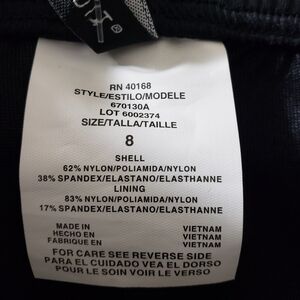 RN 40168
STYLE/ESTILO/MODELE
670130A
LOT 6002374
SIZE/TALLA/TAILLE
8
SHELL
62% NYLON/POLIAMIDA/NYLON
38% SPANDEX/ELASTANO/ELASTHANNE
LINING
83% NYLON/POLIAMIDA/NYLON
17% SPANDEX/ELASTANO/ELASTHANNE
MADE IN VIETNAM
HECHO EN VIETNAM
FABRIQUE EN VIETNAM
FOR CARE SEE REVERSE SIDE
PARA EL CUIDADO VEA EL DORSO
POUR LE SOIN VOIR LE DOS